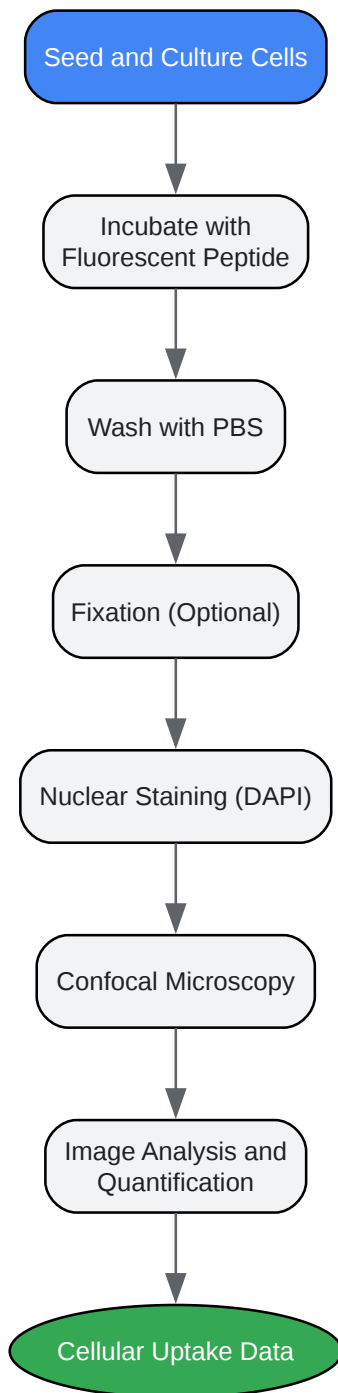 Seed and Culture Cells
Incubate with
Fluorescent Peptide
Wash with PBS
Fixation (Optional)
Nuclear Staining (DAPI)
Confocal Microscopy
Image Analysis and
Quantification
Cellular Uptake Data